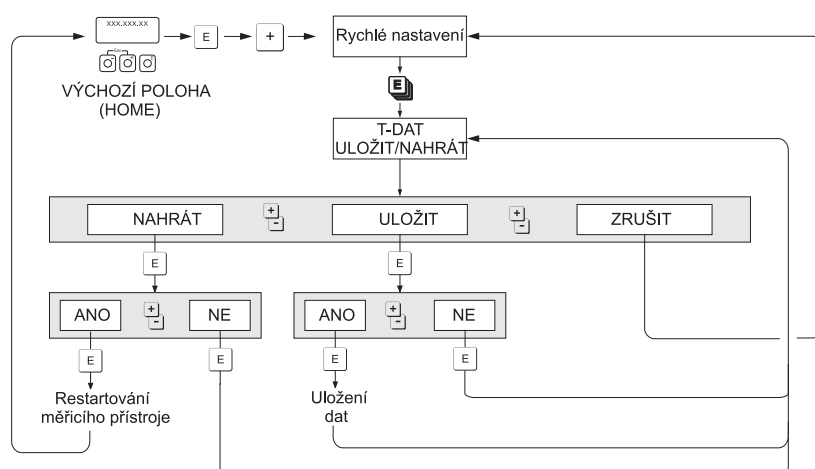 XXX.XXX.XX
E
+
Rychlé nastavení
Esc
VÝCHOZÍ POLOHA
(HOME)
E
T-DAT
ULOŽIT/NAHRÁT
NAHRÁT
+
-
ULOŽIT
+
-
ZRUŠIT
E
E
ANO
+
-
NE
ANO
+
-
NE
E
E
E
E
Restartování
měřicího přístroje
Uložení
dat